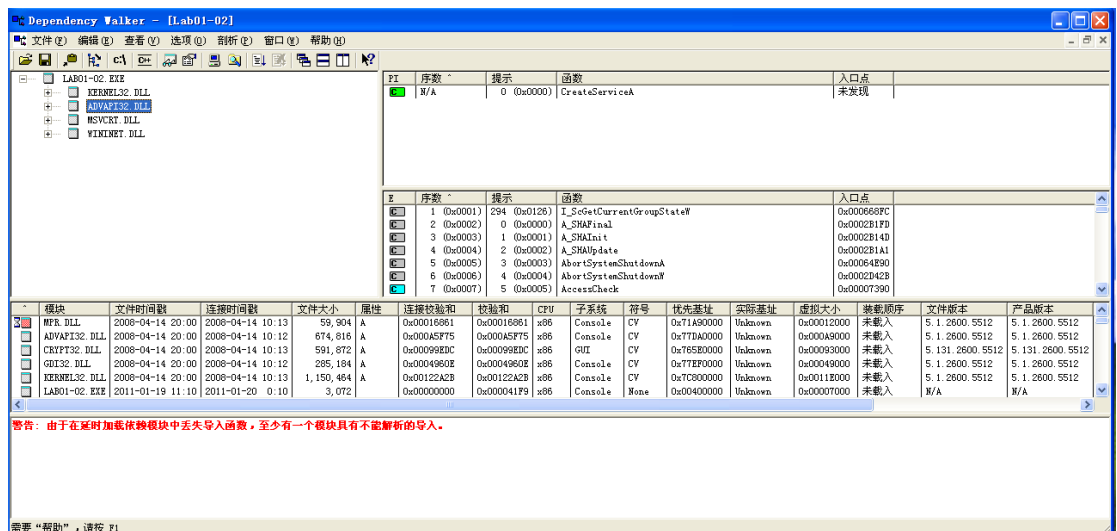 Dependency Walker - [Lab01-02]
文件(F) 编辑(E) 查看(V) 选项(O) 剖析(P) 窗口(W) 帮助(H)
C:\ C++
LAB01-02.EXE
KERNEL32.DLL
ADVAPI32.DLL
MSVCRT.DLL
WININET.DLL
PI 序数 ^ 提示 函数 入口点
C N/A 0 (0x0000) CreateServiceA 未发现
E 序数 ^ 提示 函数 入口点
C 1 (0x0001) 294 (0x0126) I_ScGetCurrentGroupStateW 0x000668FC
C 2 (0x0002) 0 (0x0000) A_SHAFinal 0x0002B1FD
C 3 (0x0003) 1 (0x0001) A_SHAInit 0x0002B14D
C 4 (0x0004) 2 (0x0002) A_SHAUpdate 0x0002B1A1
C 5 (0x0005) 3 (0x0003) AbortSystemShutdownA 0x00064E90
C 6 (0x0006) 4 (0x0004) AbortSystemShutdownW 0x0002D42B
C 7 (0x0007) 5 (0x0005) AccessCheck 0x00007390
^ 模块 文件时间戳 连接时间戳 文件大小 属性 连接校验和 校验和 CPU 子系统 符号 优先基址 实际基址 虚拟大小 装载顺序 文件版本 产品版本
MPR.DLL 2008-04-14 20:00 2008-04-14 10:13 59,904 A 0x00016861 0x00016861 x86 Console CV 0x71A90000 Unknown 0x00012000 未载入 5.1.2600.5512 5.1.2600.5512
ADVAPI32.DLL 2008-04-14 20:00 2008-04-14 10:12 674,816 A 0x000A5F75 0x000A5F75 x86 Console CV 0x77DA0000 Unknown 0x000A9000 未载入 5.1.2600.5512 5.1.2600.5512
CRYPT32.DLL 2008-04-14 20:00 2008-04-14 10:13 591,872 A 0x00099EDC 0x00099EDC x86 GUI CV 0x765E0000 Unknown 0x00093000 未载入 5.131.2600.5512 5.131.2600.5512
GDI32.DLL 2008-04-14 20:00 2008-04-14 10:12 285,184 A 0x0004960E 0x0004960E x86 Console CV 0x77EF0000 Unknown 0x00049000 未载入 5.1.2600.5512 5.1.2600.5512
KERNEL32.DLL 2008-04-14 20:00 2008-04-14 10:13 1,150,464 A 0x00122A2B 0x00122A2B x86 Console CV 0x7C800000 Unknown 0x0011E000 未载入 5.1.2600.5512 5.1.2600.5512
LAB01-02.EXE 2011-01-19 11:10 2011-01-20 0:10 3,072 0x00000000 0x000041F9 x86 Console None 0x00400000 Unknown 0x00007000 未载入 N/A N/A
警告: 由于在延时加载依赖模块中丢失导入函数,至少有一个模块具有不能解析的导入。
需要“帮助”,请按 F1